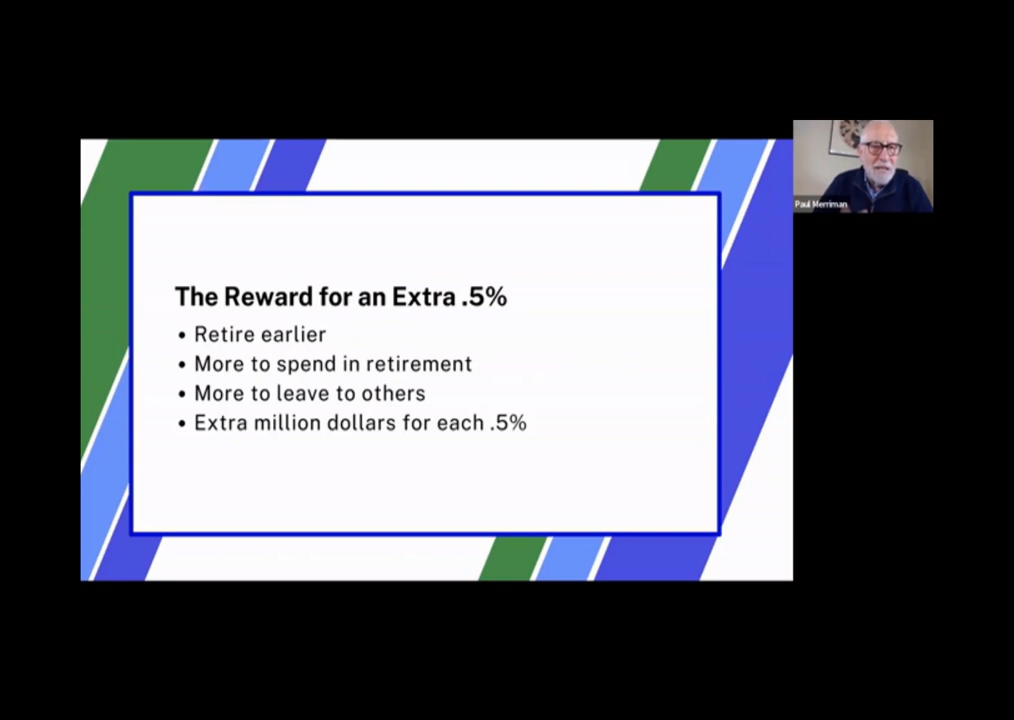 The Reward for an Extra .5%
• Retire earlier
• More to spend in retirement
• More to leave to others
• Extra million dollars for each .5%
Paul Merriman